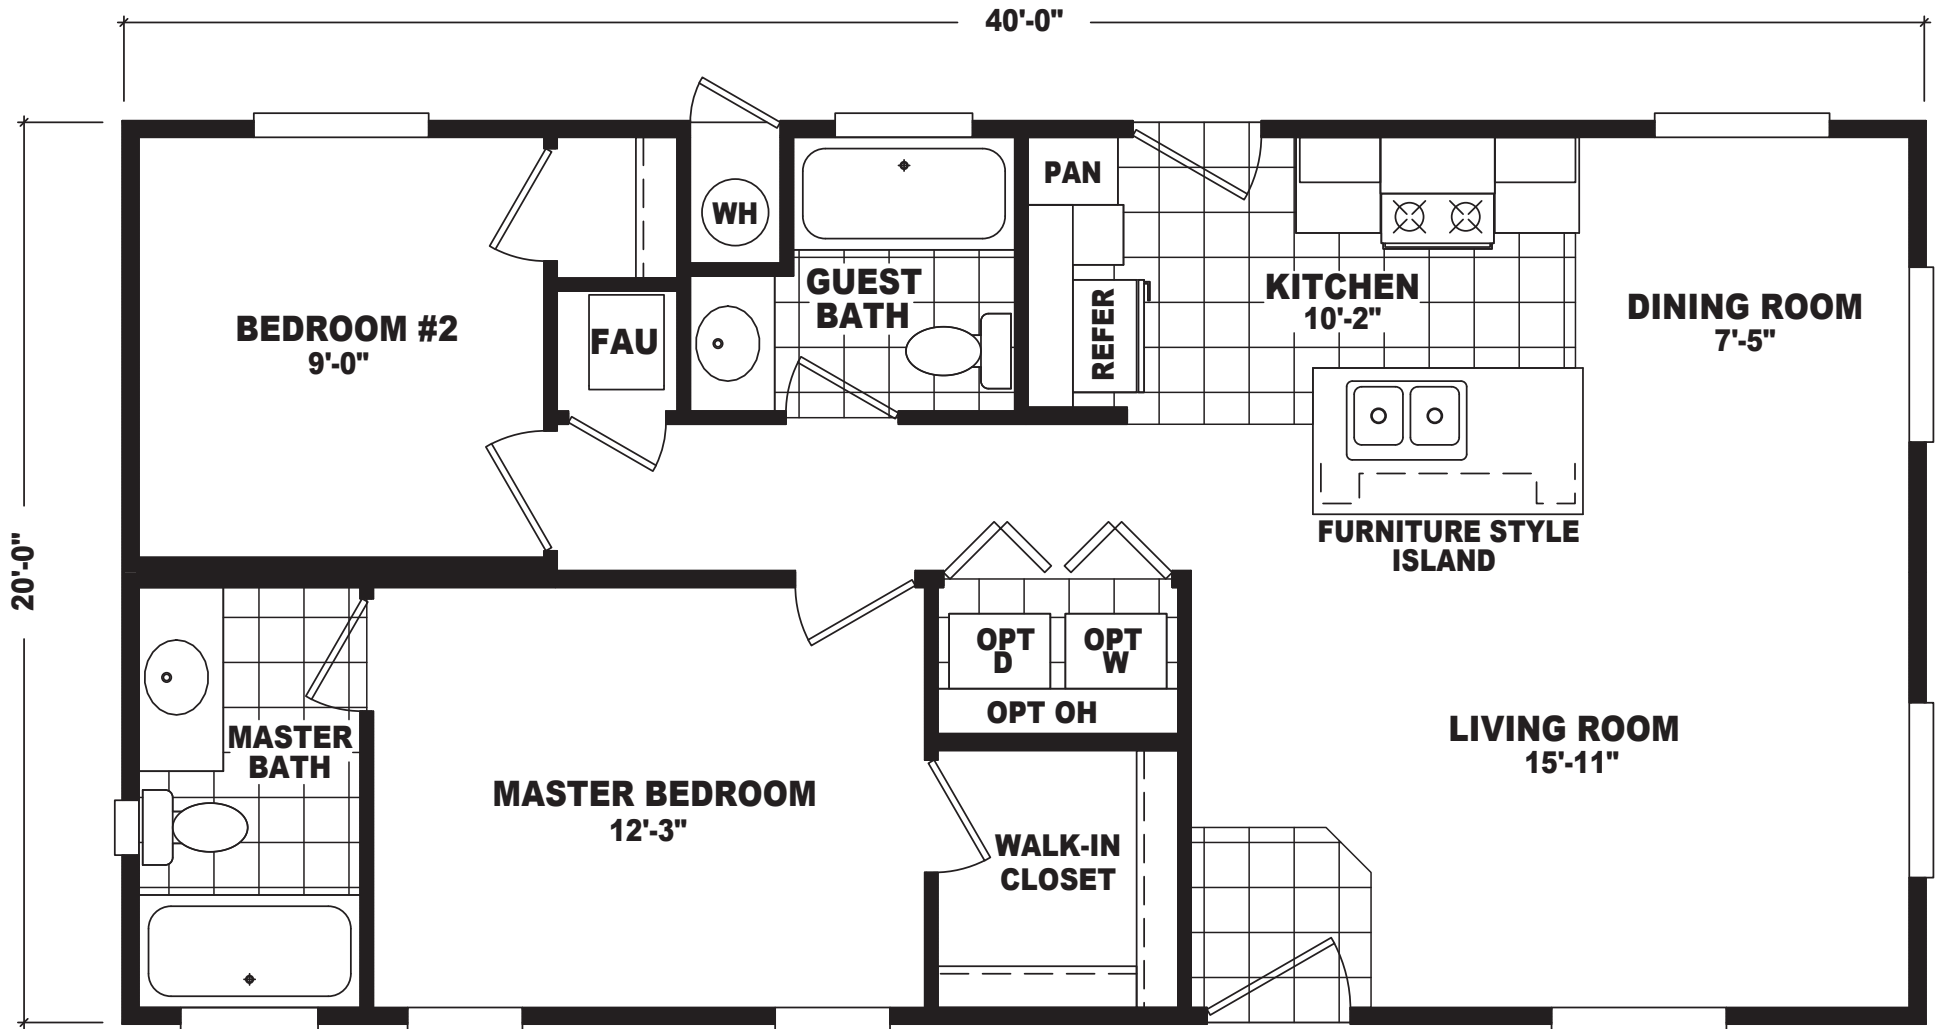 40'-0"
20'-0"
BEDROOM #2
9'-0"
WH
FAU
GUEST
BATH
PAN
REFER
KITCHEN
10'-2"
DINING ROOM
7'-5"
FURNITURE STYLE
ISLAND
MASTER
BATH
MASTER BEDROOM
12'-3"
OPT
D
OPT
W
OPT OH
WALK-IN
CLOSET
LIVING ROOM
15'-11"